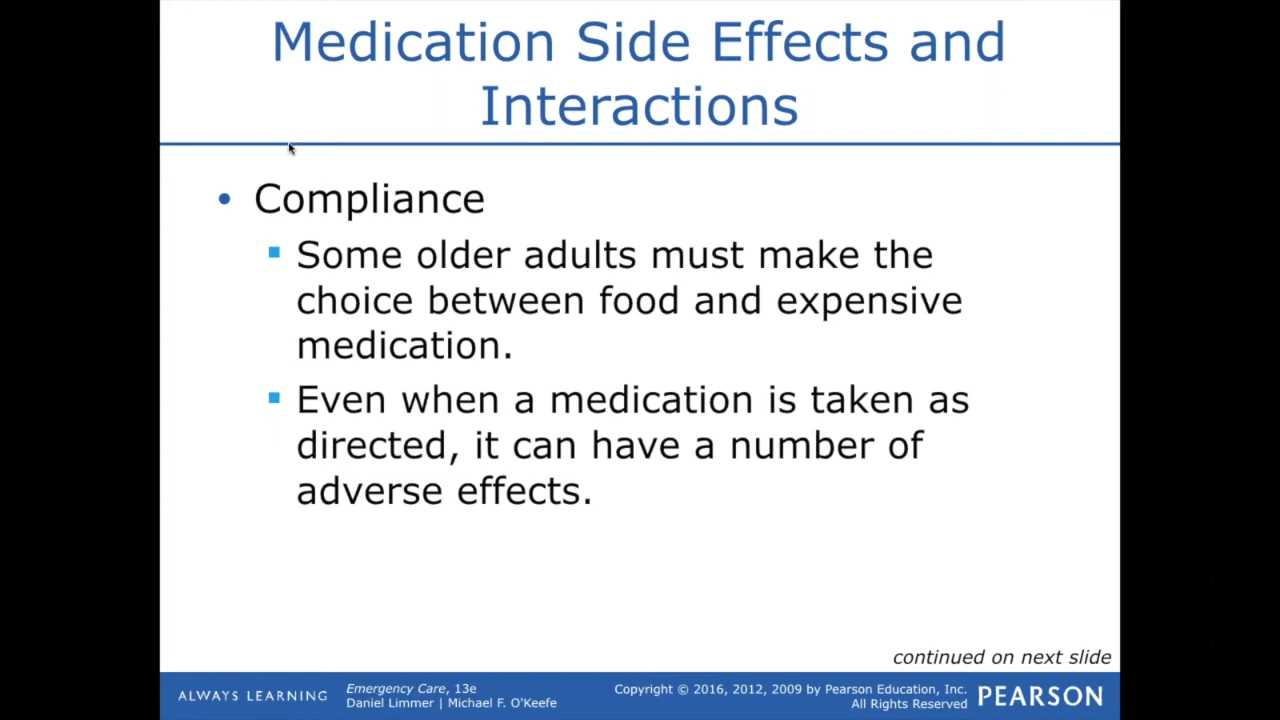 Medication Side Effects and
Interactions
• Compliance
▪ Some older adults must make the
choice between food and expensive
medication.
▪ Even when a medication is taken as
directed, it can have a number of
adverse effects.
continued on next slide
ALWAYS LEARNING
Emergency Care, 13e
Daniel Limmer | Michael F. O'Keefe
Copyright © 2016, 2012, 2009 by Pearson Education, Inc.
All Rights Reserved
PEARSON